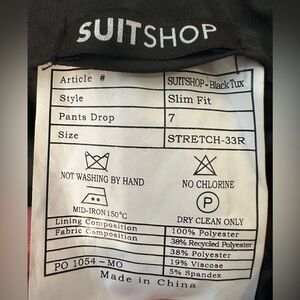 SUITSHOP
Article # SUITSHOP - Black Tux
Style Slim Fit
Pants Drop 7
Size STRETCH-33R
NOT WASHING BY HAND NO CHLORINE
P
MID-IRON 150°C DRY CLEAN ONLY
Lining Composition 100% Polyester
Fabric Composition 38% Recycled Polyester
38% Polyester
19% Viscose
PO 1054 - MO 5% Spandex
Made in China